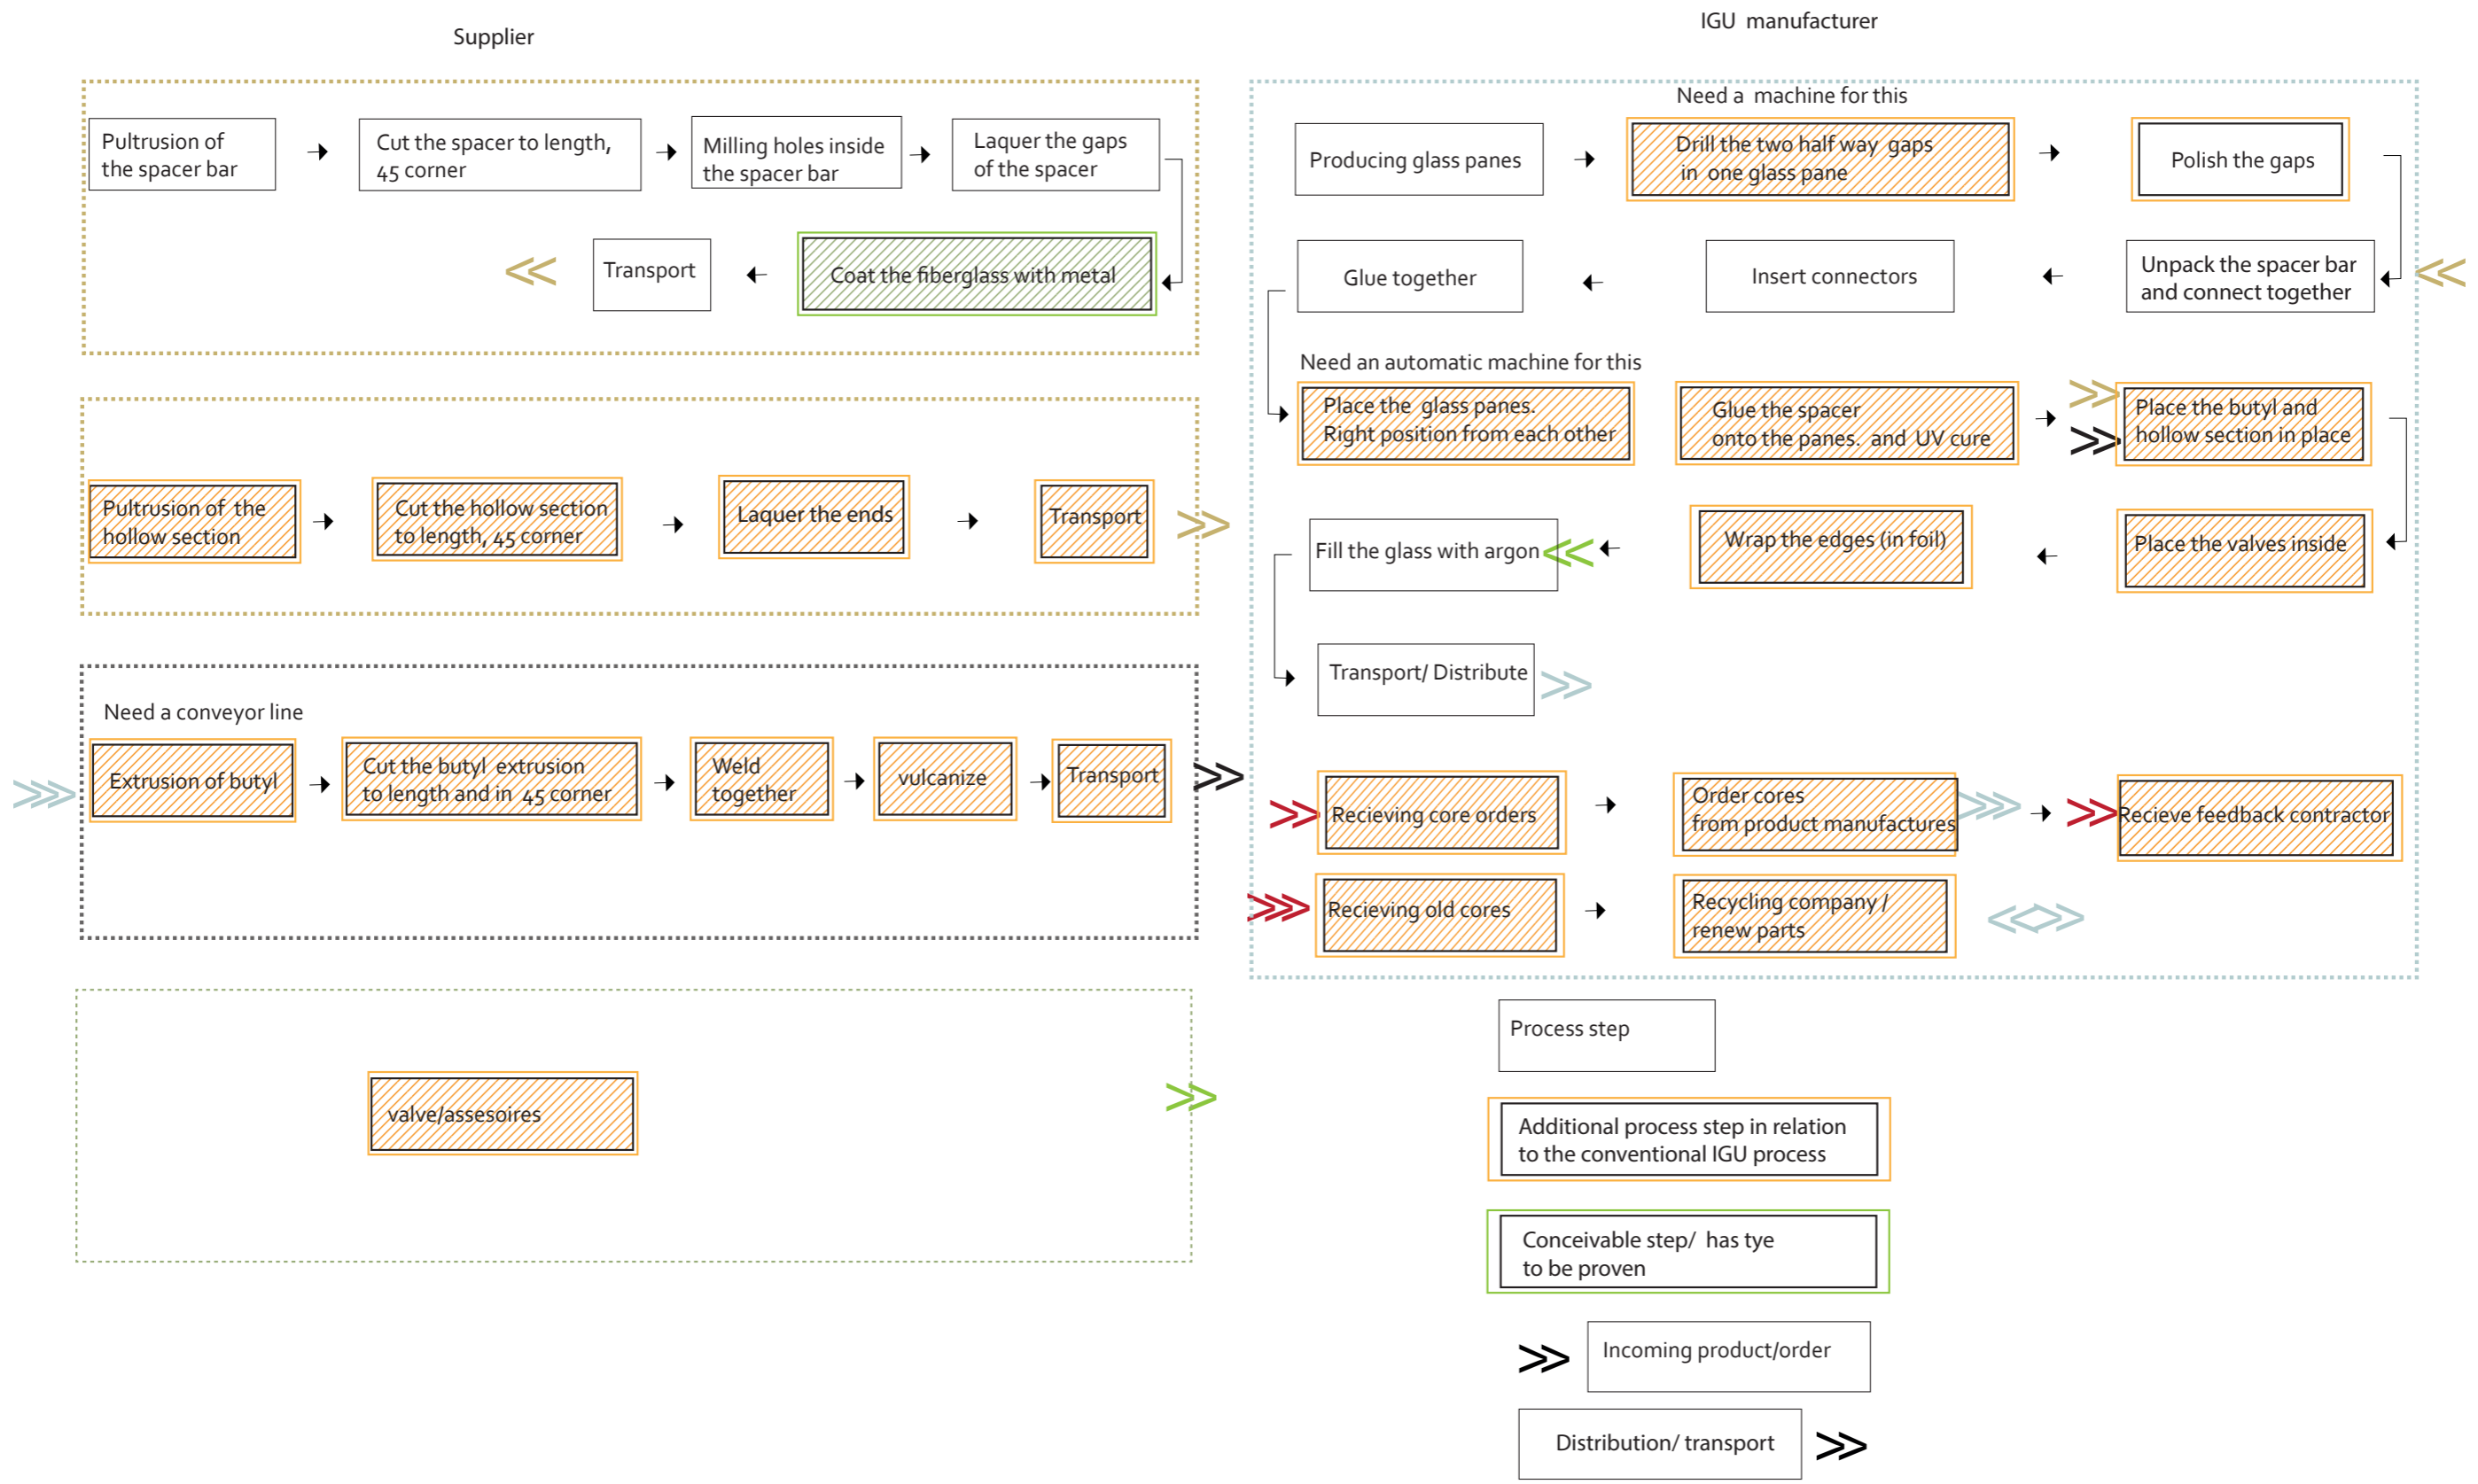 Supplier
IGU manufacturer
Pultrusion of
the spacer bar
Cut the spacer to length,
45 corner
Milling holes inside
the spacer bar
Laquer the gaps
of the spacer
Coat the fiberglass with metal
Transport
Pultrusion of the
hollow section
Cut the hollow section
to length, 45 corner
Laquer the ends
Transport
Need a conveyor line
Extrusion of butyl
Cut the butyl extrusion
to length and in 45 corner
Weld
together
vulcanize
Transport
valve/assesoires
Need a machine for this
Producing glass panes
Drill the two half way gaps
in one glass pane
Polish the gaps
Glue together
Insert connectors
Unpack the spacer bar
and connect together
Need an automatic machine for this
Place the glass panes.
Right position from each other
Glue the spacer
onto the panes. and UV cure
Place the butyl and
hollow section in place
Fill the glass with argon
Wrap the edges (in foil)
Place the valves inside
Transport/ Distribute
Recieving core orders
Order cores
from product manufactures
Recieve feedback contractor
Recieving old cores
Recycling company /
renew parts
Process step
Additional process step in relation
to the conventional IGU process
Conceivable step/ has tye
to be proven
Incoming product/order
Distribution/ transport